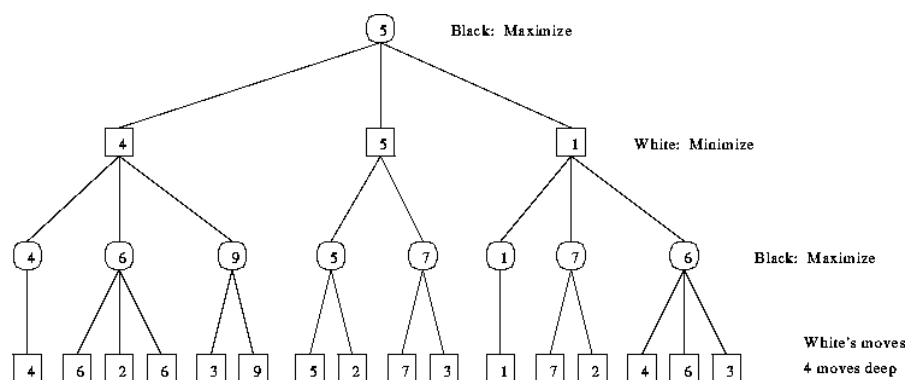 5 Black: Maximize
4 5 1 White: Minimize
4 6 9 5 7 1 7 6 Black: Maximize
White's moves
4 6 2 6 3 9 5 2 7 3 1 7 2 4 6 3 4 moves deep